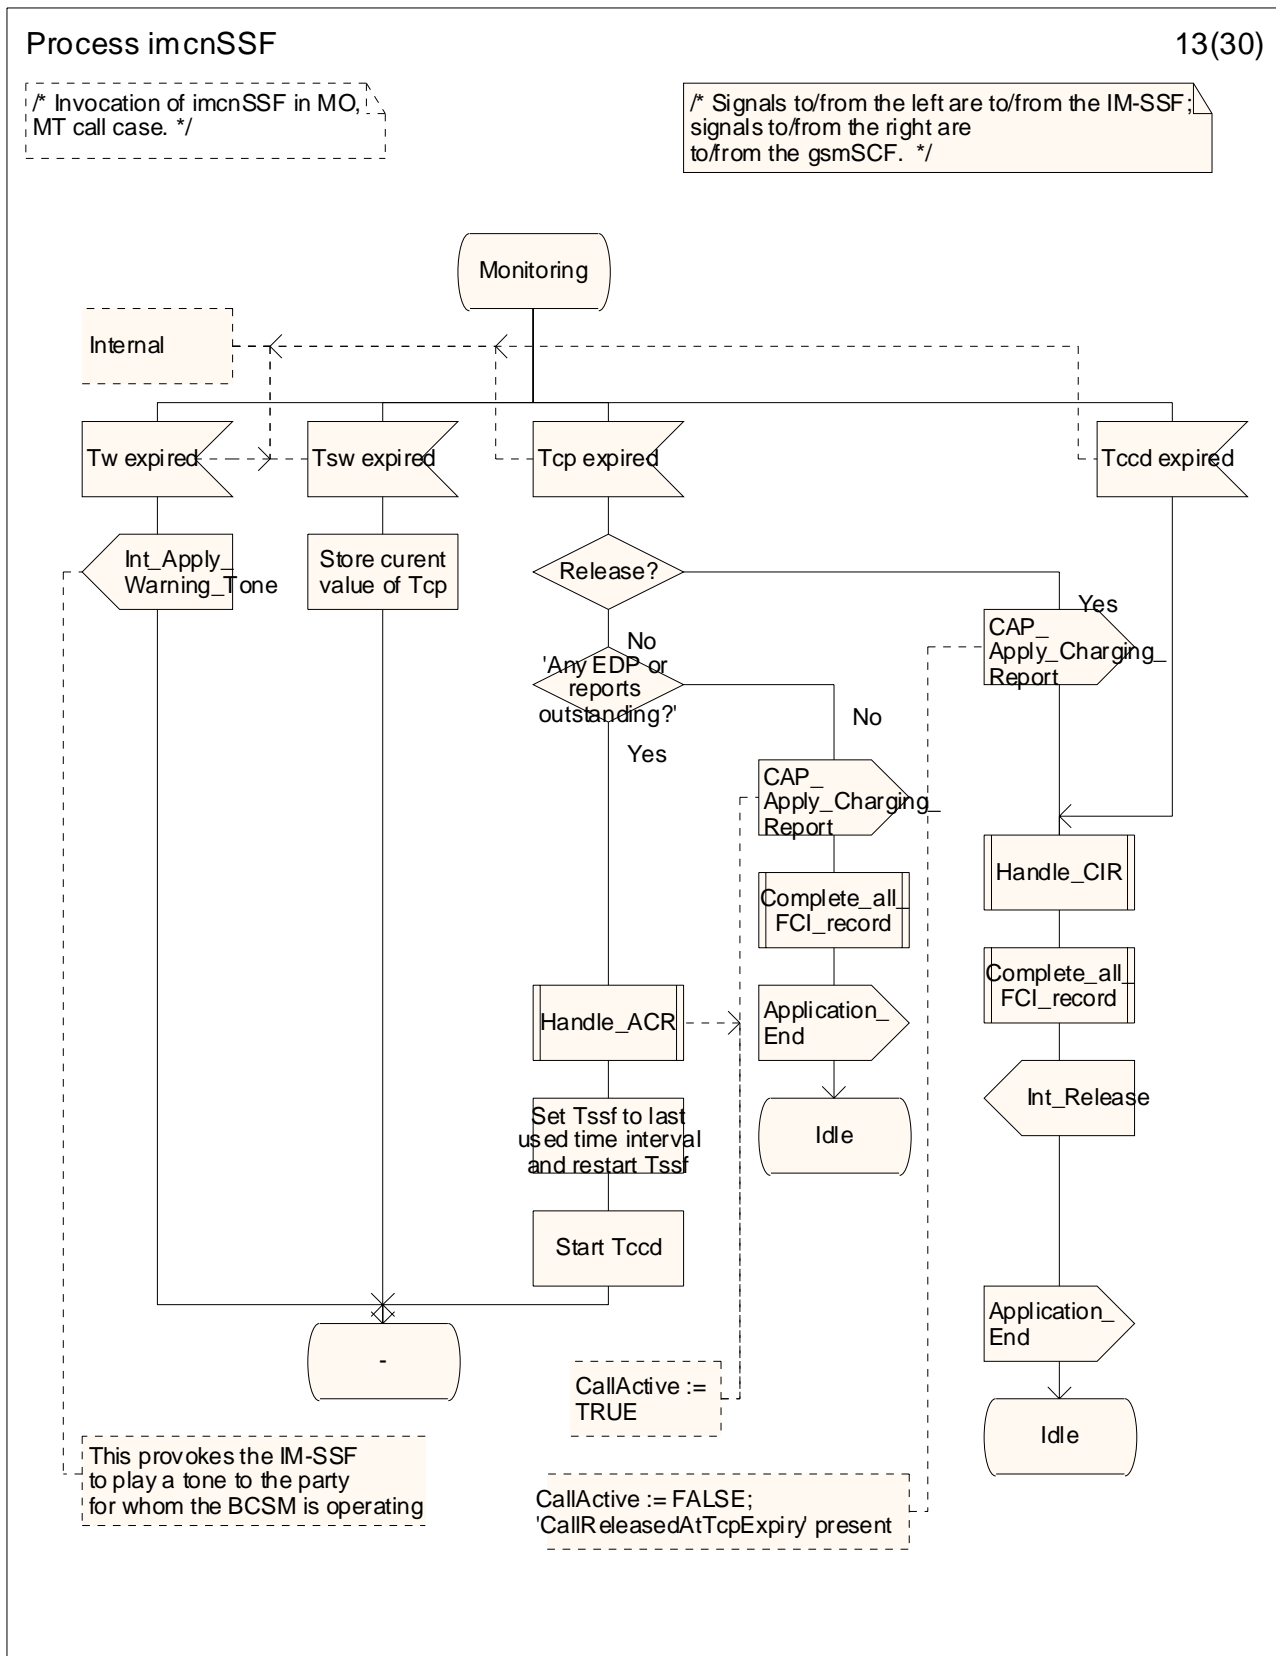 Process imcnSSF
13(30)
/* Invocation of imcnSSF in MO,
MT call case. */
/* Signals to/from the left are to/from the IM-SSF;
signals to/from the right are
to/from the gsmSCF.  */
Monitoring
Internal
Tw expired
Tsw expired
Tcp expired
Tccd expired
Int_Apply_
Warning_Tone
Store curent
value of Tcp
Release?
Yes
CAP_
Apply_Charging_
Report
No
'Any EDP or
reports
outstanding?'
No
Yes
CAP_
Apply_Charging_
Report
Handle_CIR
Complete_all_
FCI_record
Complete_all_
FCI_record
Handle_ACR
Application_
End
Int_Release
Set Tssf to last
used time interval
and restart Tssf
Idle
Start Tccd
Application_
End
-
CallActive :=
TRUE
Idle
This provokes the IM-SSF
to play a tone to the party
for whom the BCSM is operating
CallActive := FALSE;
'CallReleasedAtTcpExpiry' present